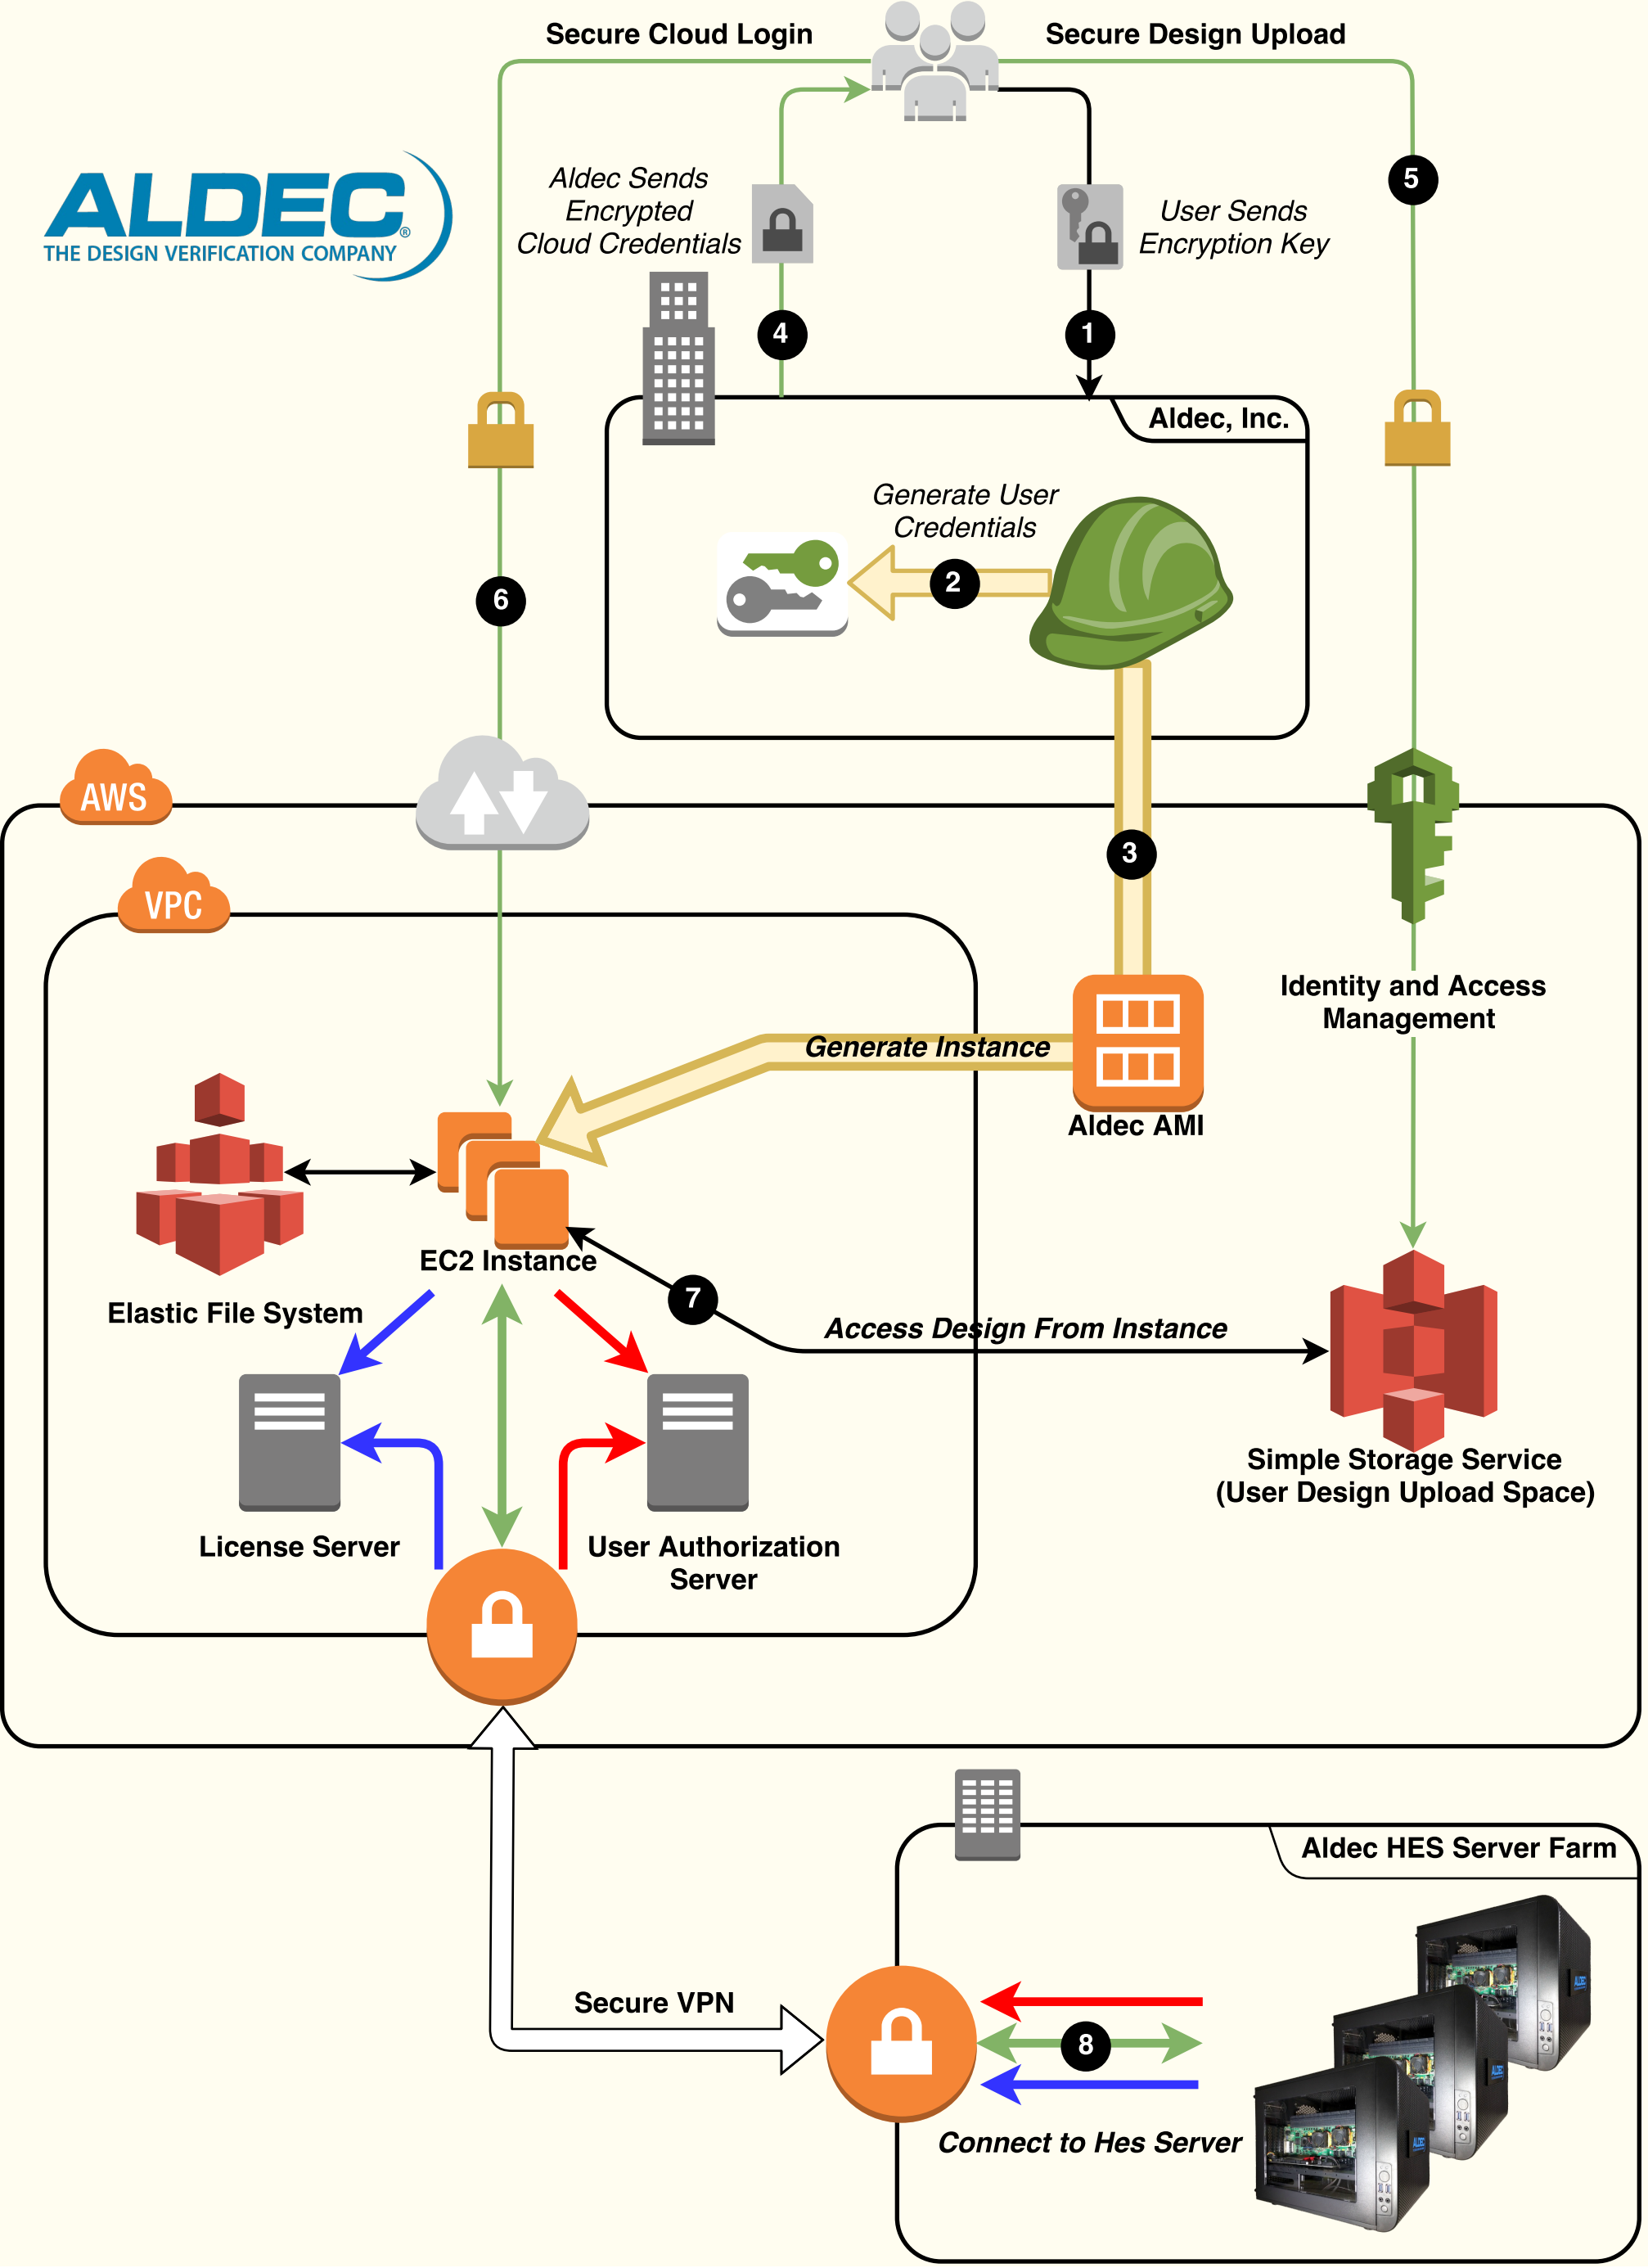 Secure Cloud Login
Secure Design Upload
ALDEC®
THE DESIGN VERIFICATION COMPANY
Aldec Sends
Encrypted
Cloud Credentials
User Sends
Encryption Key
5
4
1
Aldec, Inc.
Generate User
Credentials
2
6
AWS
3
VPC
Identity and Access
Management
Generate Instance
Aldec AMI
EC2 Instance
Elastic File System
7
Access Design From Instance
Simple Storage Service
(User Design Upload Space)
License Server
User Authorization
Server
Aldec HES Server Farm
Secure VPN
8
Connect to Hes Server
ALDEC
ALDEC
ALDEC